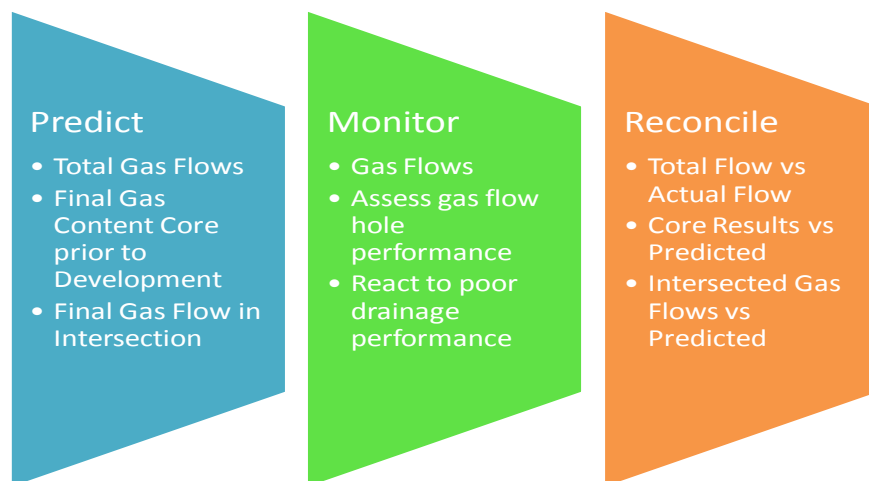 Predict
• Total Gas Flows
• Final Gas
Content Core
prior to
Development
• Final Gas Flow in
Intersection
Monitor
• Gas Flows
• Assess gas flow
hole
performance
• React to poor
drainage
performance
Reconcile
• Total Flow vs
Actual Flow
• Core Results vs
Predicted
• Intersected Gas
Flows vs
Predicted